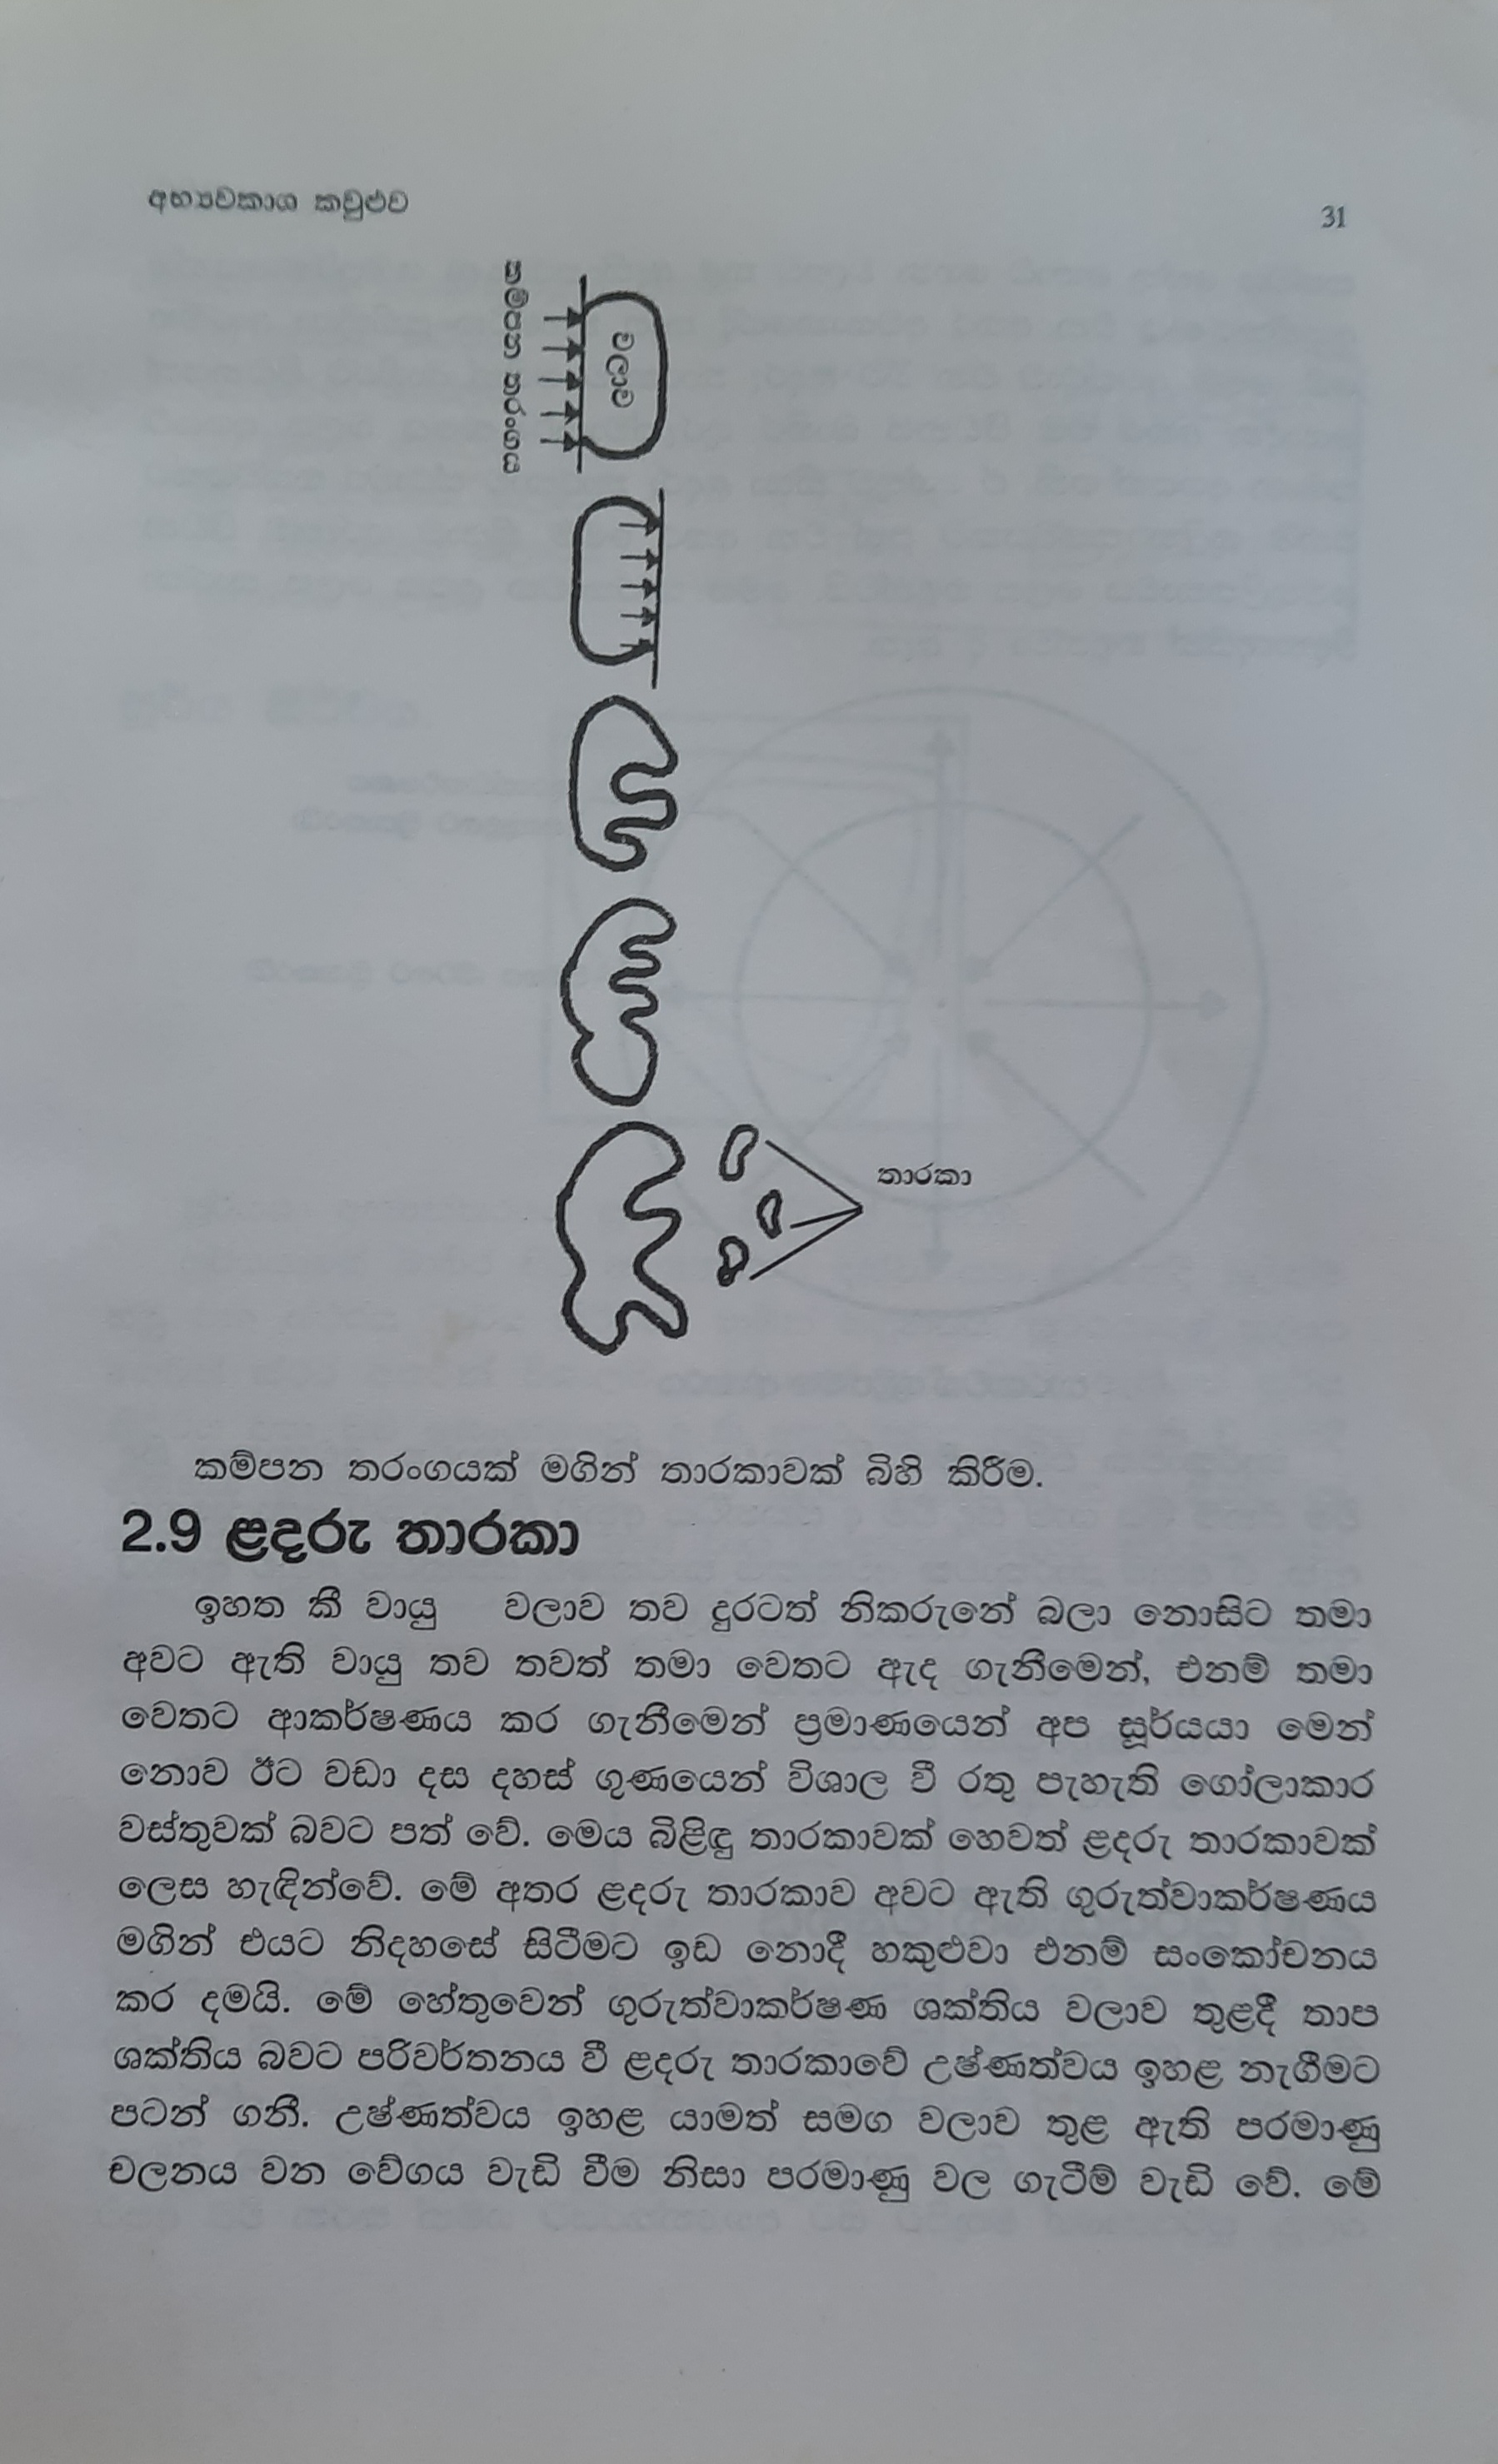 අභ්‍යවකාශ කවුළුව
31
කම්පන තරංගය
වලාව
තාරකා
කම්පන තරංගයක් මගින් තාරකාවක් බිහි කිරීම.
2.9 ළදරු තාරකා
ඉහත කී වායු වලාව තව දුරටත් නිකරුනේ බලා නොසිට තමා
අවට ඇති වායු තව තවත් තමා වෙතට ඇද ගැනීමෙන්, එනම් තමා
වෙතට ආකර්ෂණය කර ගැනීමෙන් ප්‍රමාණයෙන් අප සූර්යයා මෙන්
නොව ඊට වඩා දස දහස් ගුණයෙන් විශාල වී රතු පැහැති ගෝලාකාර
වස්තුවක් බවට පත් වේ. මෙය බිළිඳු තාරකාවක් හෙවත් ළදරු තාරකාවක්
ලෙස හැඳින්වේ. මේ අතර ළදරු තාරකාව අවට ඇති ගුරුත්වාකර්ෂණය
මගින් එයට නිදහසේ සිටීමට ඉඩ නොදී හකුළුවා එනම් සංකෝචනය
කර දමයි. මේ හේතුවෙන් ගුරුත්වාකර්ෂණ ශක්තිය වලාව තුළදී තාප
ශක්තිය බවට පරිවර්තනය වී ළදරු තාරකාවේ උෂ්ණත්වය ඉහළ නැගීමට
පටන් ගනී. උෂ්ණත්වය ඉහළ යාමත් සමග වලාව තුළ ඇති පරමාණු
චලනය වන වේගය වැඩි වීම නිසා පරමාණු වල ගැටීම් වැඩි වේ. මේ